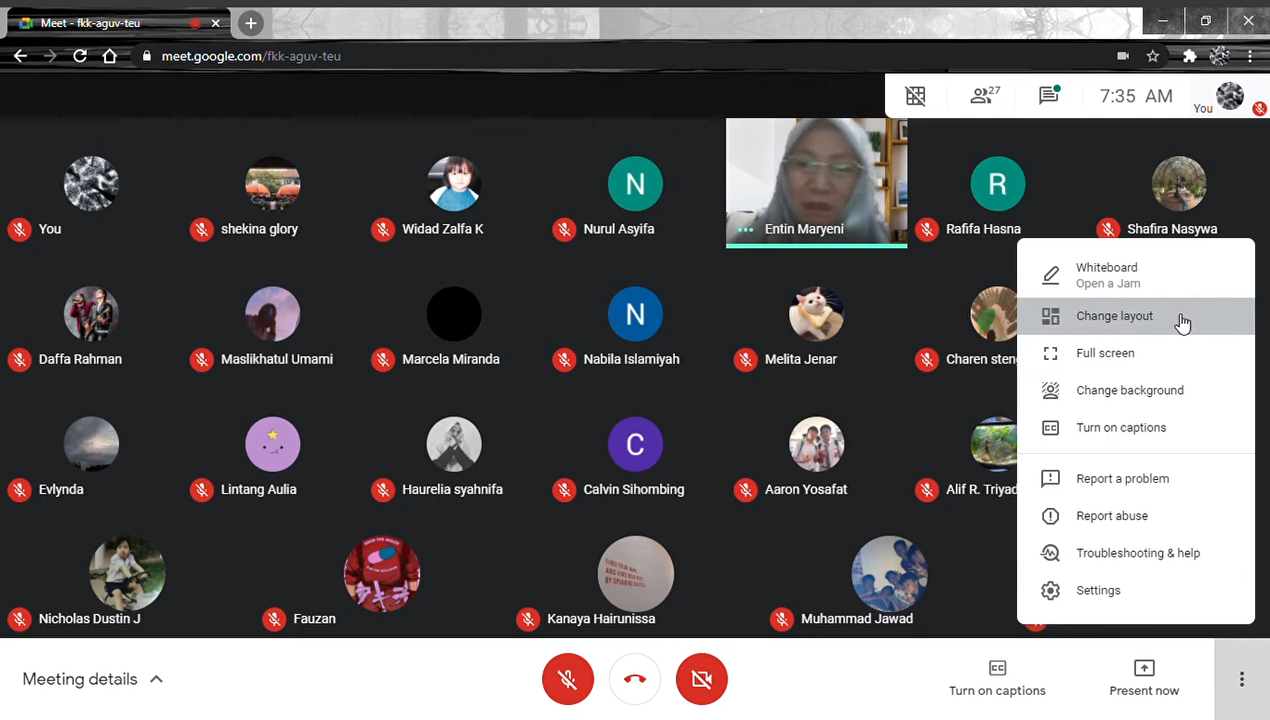 Meet - fkk-aguv-teu
meet.google.com/fkk-aguv-teu
27
7:35 AM
You
You
shekina glory
Widad Zalfa K
N
Nurul Asyifa
Entin Maryeni
R
Rafifa Hasna
Shafira Nasywa
Daffa Rahman
Maslikhatul Umami
Marcela Miranda
N
Nabila Islamiyah
Melita Jenar
Charen steng
Evlynda
Lintang Aulia
Haurelia syahnifa
C
Calvin Sihombing
Aaron Yosafat
Alif R. Triyad
Nicholas Dustin J
Fauzan
Kanaya Hairunissa
Muhammad Jawad
Whiteboard
Open a Jam
Change layout
Full screen
Change background
CC
Turn on captions
Report a problem
Report abuse
Troubleshooting & help
Settings
Meeting details
CC
Turn on captions
Present now